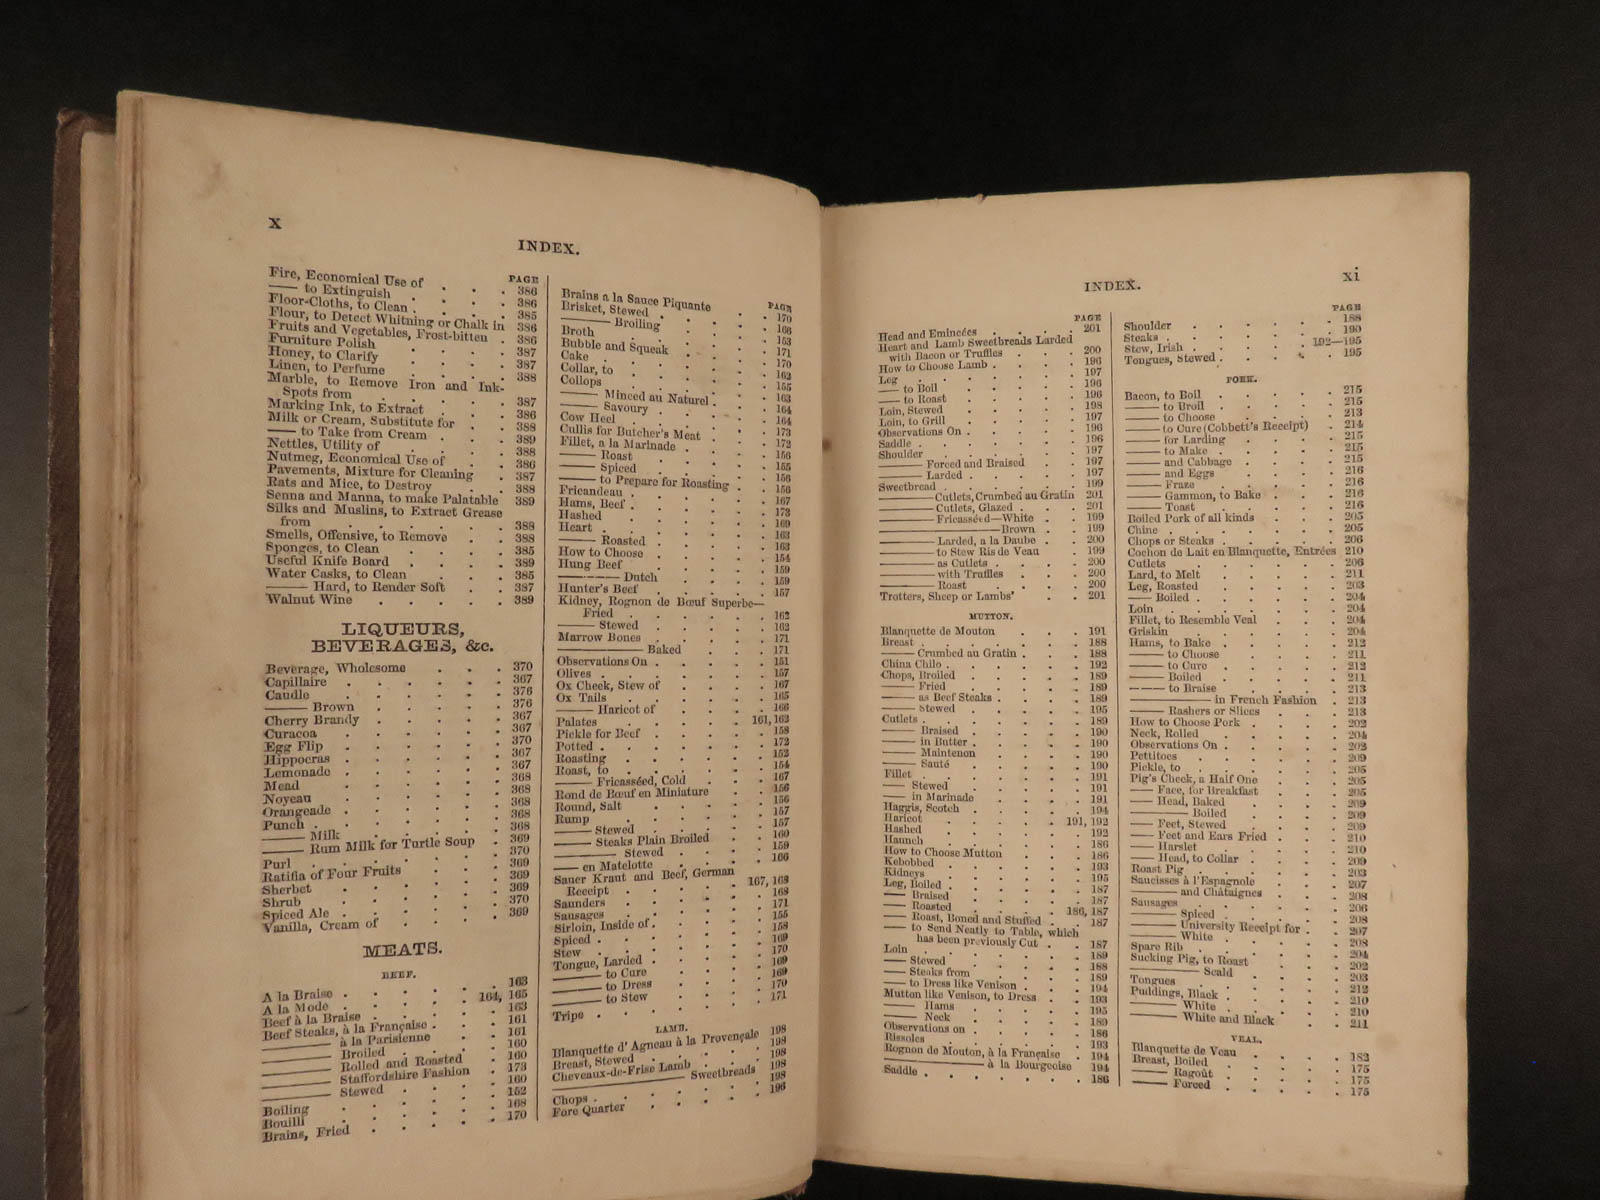 x
INDEX.
PAGE
Fire, Economical Use of . . . 386
—— to Extinguish . . . . 386
Floor-Cloths, to Clean . . . . 385
Flour, to Detect Whitning or Chalk in 386
Fruits and Vegetables, Frost-bitten . 386
Furniture Polish . . . . 387
Honey, to Clarify . . . . 387
Linen, to Perfume . . . . 388
Marble, to Remove Iron and Ink-
Spots from . . . . . 387
Marking Ink, to Extract . . . 386
Milk or Cream, Substitute for . . 388
—— to Take from Cream . . . 389
Nettles, Utility of . . . . 388
Nutmeg, Economical Use of . . 386
Pavements, Mixture for Cleaning . 387
Rats and Mice, to Destroy . . 388
Senna and Manna, to make Palatable 389
Silks and Muslins, to Extract Grease
from . . . . . . 388
Smells, Offensive, to Remove . . 388
Sponges, to Clean . . . . 385
Useful Knife Board . . . . 389
Water Casks, to Clean . . . 385
—— Hard, to Render Soft . . 387
Walnut Wine . . . . . 389
LIQUEURS,
BEVERAGES, &c.
Beverage, Wholesome . . . 370
Capillaire . . . . . 367
Caudle . . . . . 376
—— Brown . . . . 376
Cherry Brandy . . . . 367
Curacoa . . . . . 367
Egg Flip . . . . . 370
Hippocras . . . . . 367
Lemonade . . . . . 367
Mead . . . . . 368
Noyeau . . . . . 368
Orangeade . . . . . 368
Punch . . . . . 368
—— Milk . . . . 368
—— Rum Milk for Turtle Soup . 369
Purl . . . . . 370
Ratifia of Four Fruits . . . 369
Sherbet . . . . . 369
Shrub . . . . . 369
Spiced Ale . . . . . 370
Vanilla, Cream of . . . . 369
MEATS.
BEEF.
A la Braise . . . . . 163
A la Mode . . . . 164, 165
Beef à la Braise . . . . 163
Beef Steaks, à la Française . . . 161
—— à la Parisienne . . 161
—— Broiled . . . . 160
—— Rolled and Roasted . 160
—— Staffordshire Fashion . 173
—— Stewed . . . . 160
Boiling . . . . . 152
Bouilli . . . . . 168
Brains, Fried . . . . . 170
PAGE
Brains a la Sauce Piquante . . 170
Brisket, Stewed . . . . . 166
—— Broiling . . . . 153
Broth . . . . . 171
Bubble and Squeak . . . . 170
Cake . . . . . 162
Collar, to . . . . . 155
Collops . . . . . 163
—— Minced au Naturel . . . 164
—— Savoury . . . . 164
Cow Heel . . . . . 173
Cullis for Butcher's Meat . . . 172
Fillet, a la Marinade . . . . 156
—— Roast . . . . 155
—— Spiced . . . . 156
—— to Prepare for Roasting . . 156
Fricandeau . . . . . 167
Hams, Beef . . . . . 173
Hashed . . . . . 169
Heart . . . . . 163
—— Roasted . . . . 163
How to Choose . . . . . 154
Hung Beef . . . . . 159
—— Dutch . . . . 159
Hunter's Beef . . . . . 157
Kidney, Rognon de Bœuf Superbe—
Fried . . . . . 162
—— Stewed . . . . . 162
Marrow Bones . . . . . 171
—— Baked . . . . 171
Observations On . . . . . 151
Olives . . . . . 157
Ox Cheek, Stew of . . . . 167
Ox Tails . . . . . 165
—— Haricot of . . . . 166
Palates . . . . . 161, 162
Pickle for Beef . . . . . 158
Potted . . . . . 172
Roasting . . . . . 152
Roast, to . . . . . 154
—— Fricasséed, Cold . . . 167
Rond de Bœuf en Miniature . . 156
Round, Salt . . . . . 156
Rump . . . . . 157
—— Stewed . . . . . 157
—— Steaks Plain Broiled . . 160
—— Stewed . . . . 159
—— en Matelotte . . . . 166
Sauer Kraut and Beef, German
Receipt . . . . . 167, 168
Saunders . . . . . 168
Sausages . . . . . 171
Sirloin, Inside of . . . . . 155
Spiced . . . . . 158
Stew . . . . . 169
Tongue, Larded . . . . . 170
—— to Cure . . . . 169
—— to Dress . . . . 169
—— to Stew . . . . 170
Tripe . . . . . 171
LAMB.
Blanquette d'Agneau à la Provençale 198
Breast, Stewed . . . . . 198
Cheveaux-de-Frise Lamb . . . 198
—— Sweetbreads 198
Chops . . . . . 198
Fore Quarter . . . . . 196
xi
INDEX.
PAGE
Head and Emincées . . . . 201
Heart and Lamb Sweetbreads Larded
with Bacon or Truffles . . . 200
How to Choose Lamb . . . . 196
Leg . . . . . 197
—— to Boil . . . . . 196
—— to Roast . . . . . 196
Loin, Stewed . . . . . 198
Loin, to Grill . . . . . 197
Observations On . . . . . 196
Saddle . . . . . 196
Shoulder . . . . . 197
—— Forced and Braised . . 197
—— Larded . . . . 197
Sweetbread . . . . . 199
—— Cutlets, Crumbed au Gratin 201
—— Cutlets, Glazed . . . 201
—— Fricasséed—White . . 199
—— Brown . . 199
—— Larded, a la Daube . . 200
—— to Stew Ris de Veau . 199
—— as Cutlets . . . . 200
—— with Truffles . . . 200
—— Roast . . . . 200
Trotters, Sheep or Lambs' . . 201
MUTTON.
Blanquette de Mouton . . . 191
Breast . . . . . 188
—— Crumbed au Gratin . . . 188
China Chilo . . . . . 192
Chops, Broiled . . . . . 189
—— Fried . . . . . 189
—— as Beef Steaks . . . . 189
—— Stewed . . . . . 195
Cutlets . . . . . 189
—— Braised . . . . 190
—— in Butter . . . . 190
—— Maintenon . . . . 190
—— Sauté . . . . 190
Fillet . . . . . 191
—— Stewed . . . . . 191
—— in Marinade . . . . 191
Haggis, Scotch . . . . . 194
Haricot . . . . . 191, 192
Hashed . . . . . 192
Haunch . . . . . 186
How to Choose Mutton . . . 186
Kebobbed . . . . . 193
Kidneys . . . . . 195
Leg, Boiled . . . . . 187
—— Braised . . . . . 187
—— Roasted . . . . 186, 187
—— Roast, Boned and Stuffed . . 187
—— to Send Neatly to Table, which
has been previously Cut . . 187
Loin . . . . . 189
—— Stewed . . . . . 188
—— Steaks from . . . . 189
—— to Dress like Venison . . . 194
Mutton like Venison, to Dress . . 193
—— Hams . . . . . 195
—— Neck . . . . . 189
Observations on . . . . . 186
Rissoles . . . . . 193
Rognon de Mouton, à la Française . 194
—— à la Bourgeoise 194
Saddle . . . . . 186
PAGE
Shoulder . . . . . 188
Steaks . . . . . 190
Stew, Irish . . . . . 192—195
Tongues, Stewed . . . . . 195
PORK.
Bacon, to Boil . . . . . 215
—— to Broil . . . . . 215
—— to Choose . . . . 213
—— to Cure (Cobbett's Receipt) . 214
—— for Larding . . . . 215
—— to Make . . . . . 215
—— and Cabbage . . . . 215
—— and Eggs . . . . 216
—— Fraze . . . . 216
—— Gammon, to Bake . . . 216
—— Toast . . . . . 216
Boiled Pork of all kinds . . . 205
Chine . . . . . 205
Chops or Steaks . . . . . 206
Cochon de Lait en Blanquette, Entrées 210
Cutlets . . . . . 206
Lard, to Melt . . . . . 211
Leg, Roasted . . . . . 203
—— Boiled . . . . . 204
Loin . . . . . 204
Fillet, to Resemble Veal . . . 204
Griskin . . . . . 204
Hams, to Bake . . . . . 212
—— to Choose . . . . 211
—— to Cure . . . . . 212
—— Boiled . . . . . 211
—— to Braise . . . . 213
—— in French Fashion . 213
—— Rashers or Slices . . . 213
How to Choose Pork . . . . 202
Neck, Rolled . . . . . 204
Observations On . . . . . 202
Pettitoes . . . . . 209
Pickle, to . . . . . 205
Pig's Cheek, a Half One . . . 205
—— Face, for Breakfast . . . 205
—— Head, Baked . . . . 209
—— Boiled . . . . 209
—— Feet, Stewed . . . . 209
—— Feet and Ears Fried . . . 210
—— Harslet . . . . . 210
—— Head, to Collar . . . . 209
Roast Pig . . . . . 203
Saucisses à l'Espagnole . . . 207
—— and Châtaignes . . 208
Sausages . . . . . 206
—— Spiced . . . . 208
—— University Receipt for . . 207
—— White . . . . 208
Spare Rib . . . . . 204
Sucking Pig, to Roast . . . 202
—— Scald . . . 203
Tongues . . . . . 212
Puddings, Black . . . . . 210
—— White . . . . 210
—— White and Black . . 211
VEAL.
Blanquette de Veau . . . . 182
Breast, Boiled . . . . . 175
—— Ragoût . . . . 175
—— Forced . . . . . 175